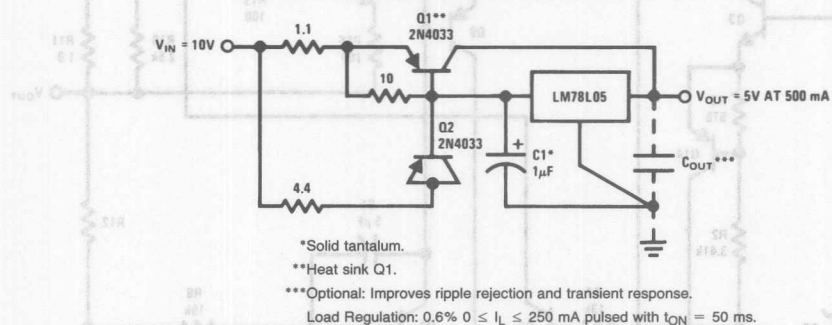 1.1
Q1**
2N4033
V_IN = 10V
10
LM78L05
V_OUT = 5V AT 500 mA
Q2
2N4033
+
C1*
1μF
C_OUT***
4.4
*Solid tantalum.
**Heat sink Q1.
***Optional: Improves ripple rejection and transient response.
Load Regulation: 0.6% 0 ≤ I_L ≤ 250 mA pulsed with t_ON = 50 ms.